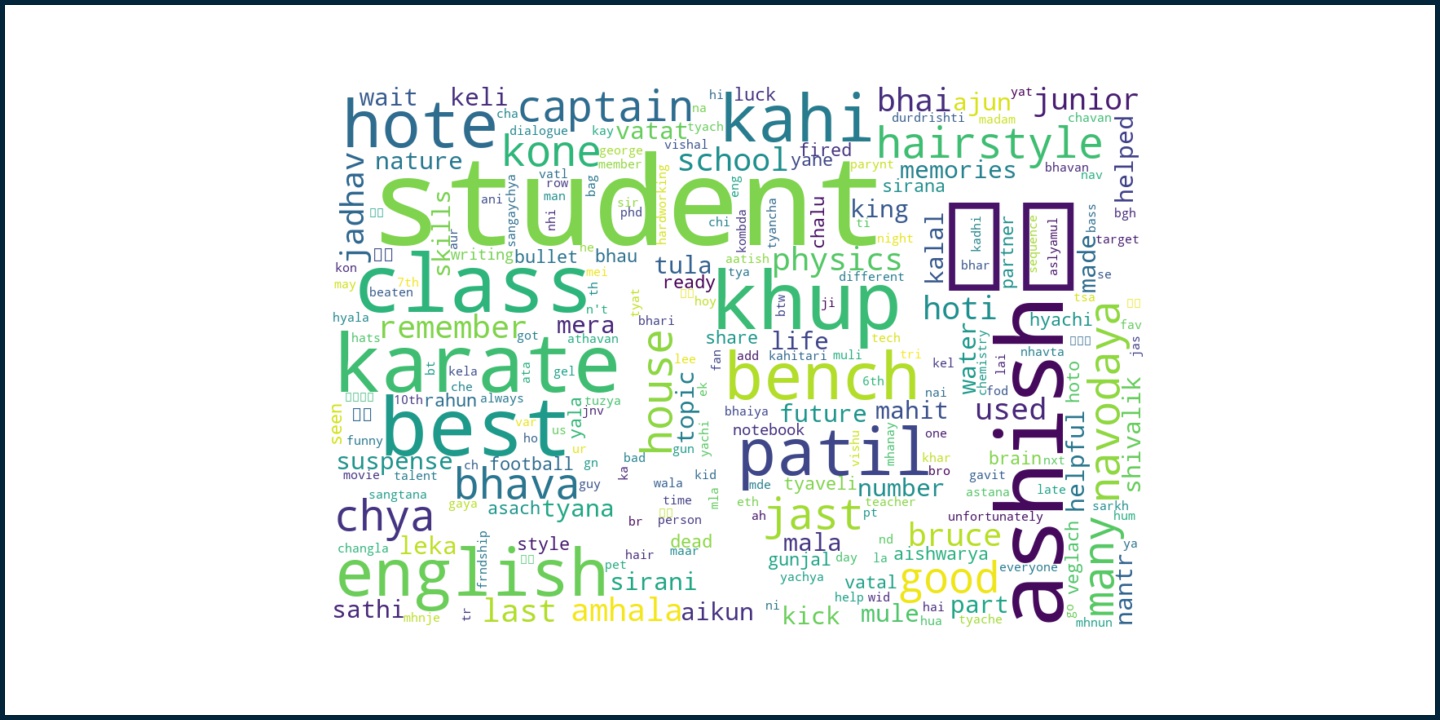 wait
keli
captain
hi
luck
bhai
ajun
yat
junior
hote
cha
na
kahi
durdrishti
madam
chavan
dialogue
kay
vatat
tyach
hairstyle
helped
jadhav
nature
kone
george
member
vishal
school
fired
yane
parynt
memories
bhavan
nav
student
vatl
row
man
bag
sir
phd
hardworking
eng
sirana
ani
sangaychya
nhi
chi
kombda
tyancha
chalu
king
ti
night
kalal
kadhi
bhar
partner
sequence
aslyamul
made
bass
bgh
target
se
skills
aur
writing
bullet
he
bhau
tula
aatish
physics
kon
may
7th
beaten
class
mei
th
n't
tyat
ready
hoy
tya
khup
btw
ji
different
hoti
tsa
hyala
remember
got
mera
athavan
bhari
share
life
tech
water
chemistry
hyachi
fav
jas
hats
karate
bt
kela
che
ata
gel
house
lee
fan
add
kahitari
muli
tri
kel
lai
nhavta
navodaya
ashish
10th
rahun
always
tuzya
jnv
topic
ek
bench
6th
nai
fod
hoto
shivalik
seen
best
var
ho
yala
us
ur
bhaiya
future
mahit
used
helpful
funny
notebook
patil
vishu
mhanay
one
khar
bro
brain
nxt
suspense
ch
football
gn
ka
bad
gun
yachi
movie
talent
bhava
guy
wala
kid
mde
tyaveli
number
gavit
astana
late
sarkh
hum
sangtana
gaya
asach
tyana
time
mla
eth
teacher
chya
br
person
ah
jast
pt
unfortunately
changla
leka
frndship
style
hair
dead
maar
mala
nd
bruce
veglach
many
ya
nantr
english
pet
sirani
gunjal
day
la
aishwarya
yachya
vatal
good
everyone
sathi
mhnje
tr
last
amhala
aikun
ni
kick
help
wid
mule
hai
hua
part
tyache
go
mhnun